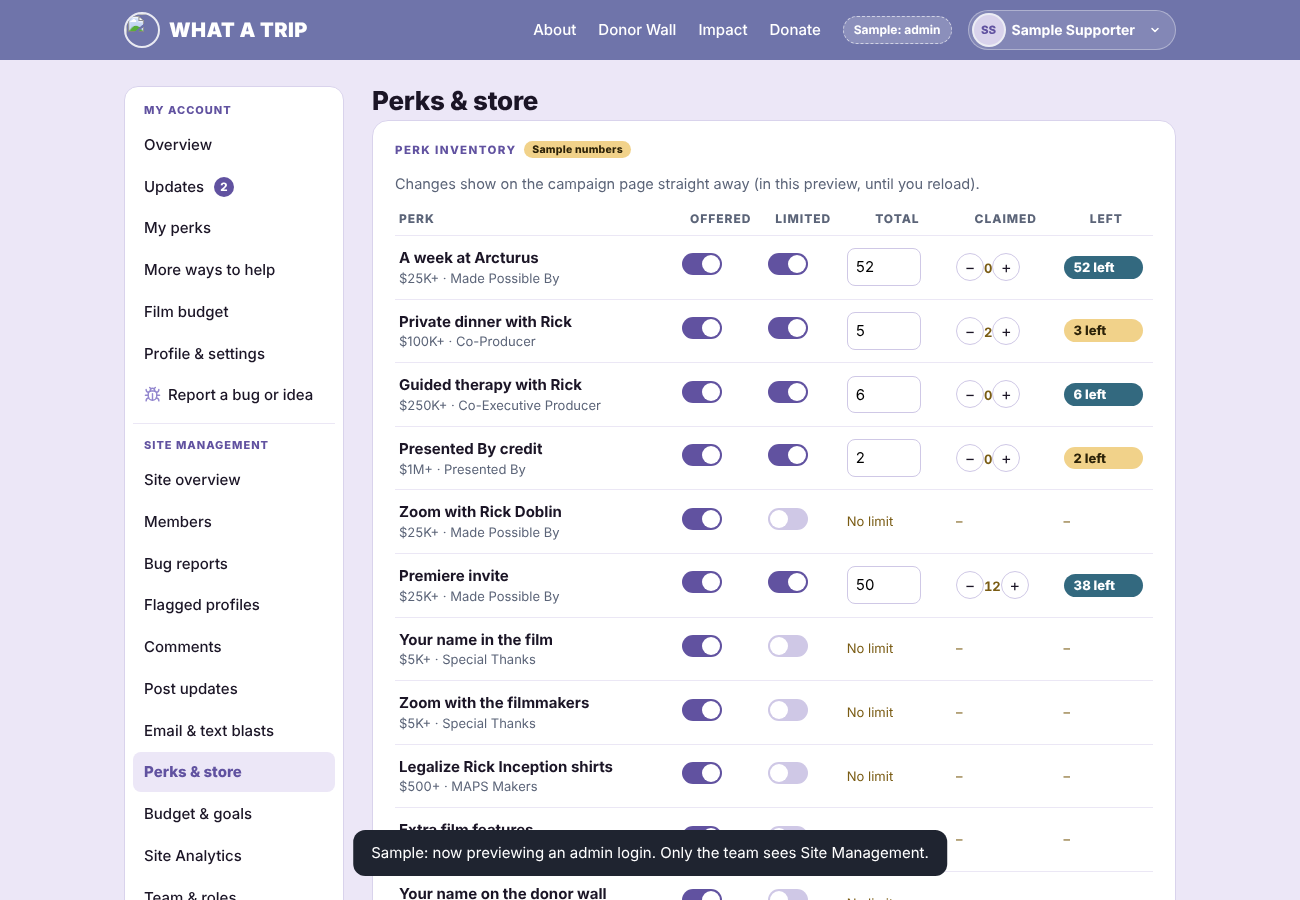 WHAT A TRIP
About
Donor Wall
Impact
Donate
Sample: admin
SS
Sample Supporter
MY ACCOUNT
Overview
Updates 2
My perks
More ways to help
Film budget
Profile & settings
Report a bug or idea
SITE MANAGEMENT
Site overview
Members
Bug reports
Flagged profiles
Comments
Post updates
Email & text blasts
Perks & store
Budget & goals
Site Analytics
Team & roles
Perks & store
PERK INVENTORY Sample numbers
Changes show on the campaign page straight away (in this preview, until you reload).
PERK OFFERED LIMITED TOTAL CLAIMED LEFT
A week at Arcturus
$25K+ · Made Possible By
52 − 0 + 52 left
Private dinner with Rick
$100K+ · Co-Producer
5 − 2 + 3 left
Guided therapy with Rick
$250K+ · Co-Executive Producer
6 − 0 + 6 left
Presented By credit
$1M+ · Presented By
2 − 0 + 2 left
Zoom with Rick Doblin
$25K+ · Made Possible By
No limit – –
Premiere invite
$25K+ · Made Possible By
50 − 12 + 38 left
Your name in the film
$5K+ · Special Thanks
No limit – –
Zoom with the filmmakers
$5K+ · Special Thanks
No limit – –
Legalize Rick Inception shirts
$500+ · MAPS Makers
No limit – –
Extra film features
– –
Sample: now previewing an admin login. Only the team sees Site Management.
Your name on the donor wall